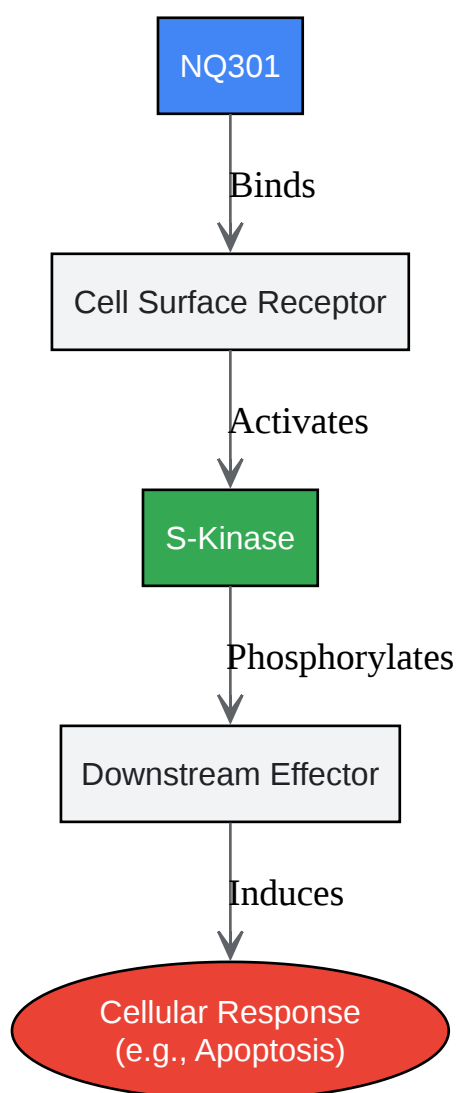 NQ301
Binds
Cell Surface Receptor
Activates
S-Kinase
Phosphorylates
Downstream Effector
Induces
Cellular Response
(e.g., Apoptosis)